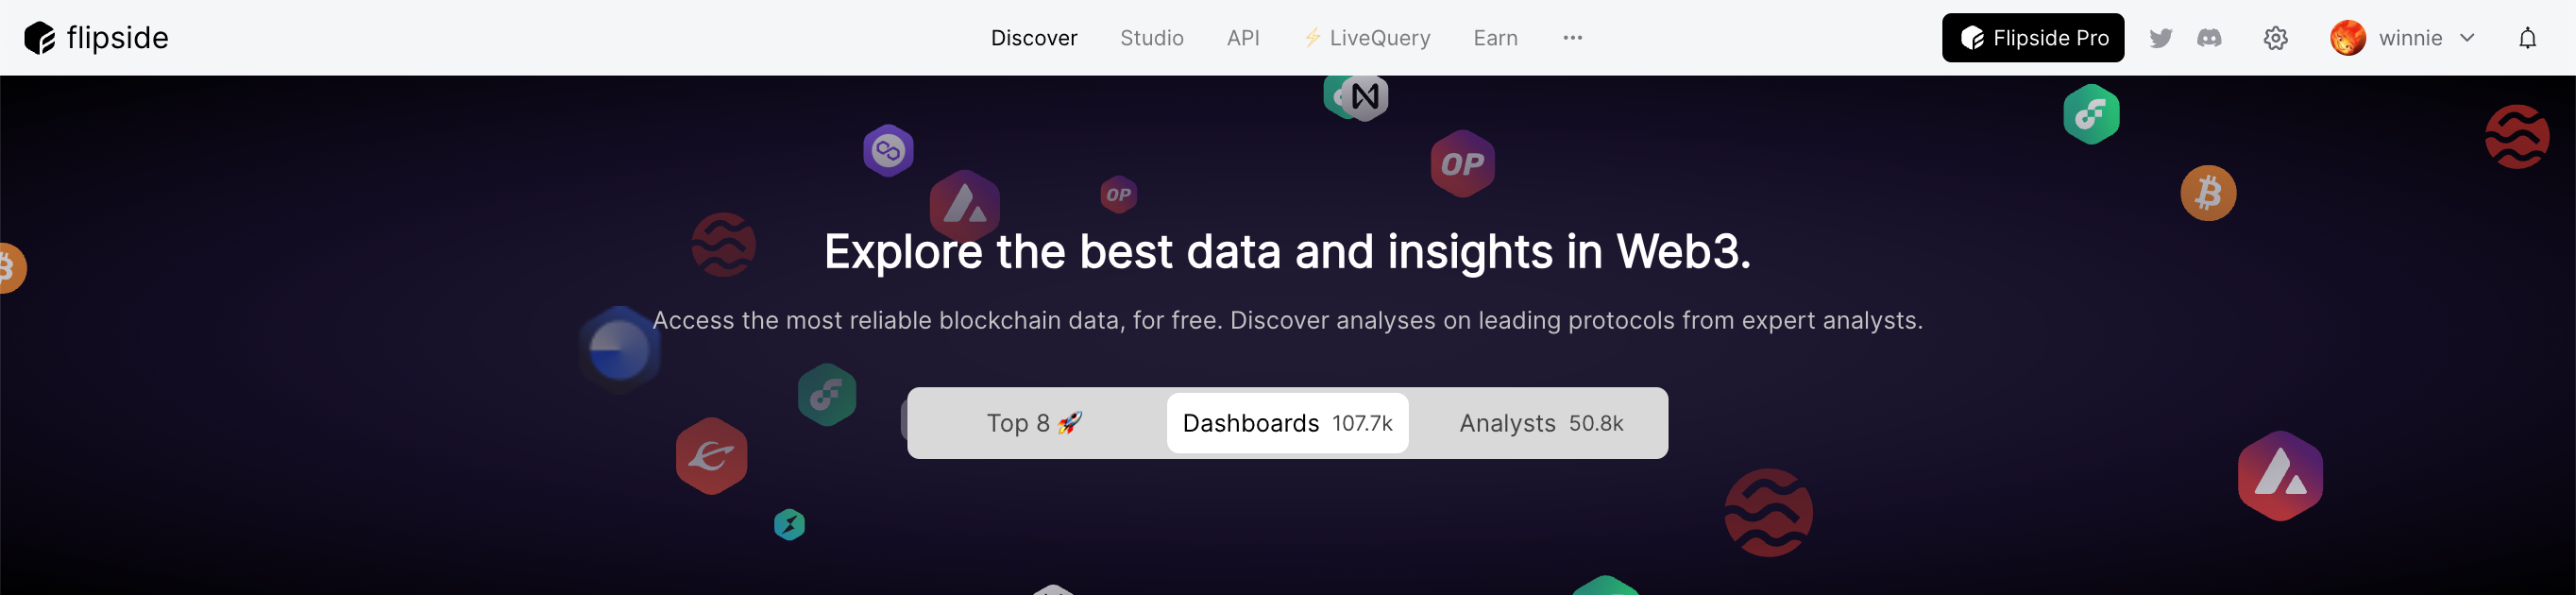 flipside
Discover Studio API ⚡ LiveQuery Earn ···
Flipside Pro
winnie
OP
OP
Explore the best data and insights in Web3.
Access the most reliable blockchain data, for free. Discover analyses on leading protocols from expert analysts.
Top 8 🚀 Dashboards 107.7k Analysts 50.8k